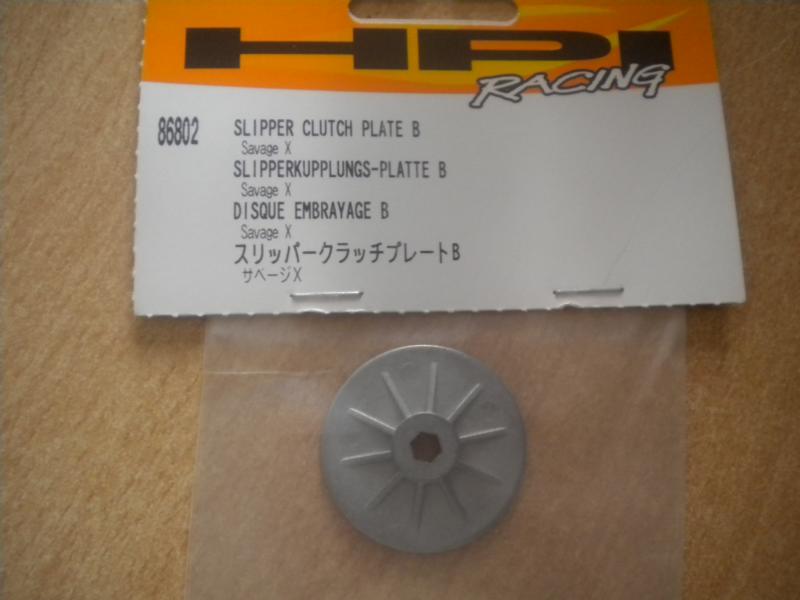 HPI
RACING
86802
SLIPPER CLUTCH PLATE B
Savage X
SLIPPERKUPPLUNGS-PLATTE B
Savage X
DISQUE EMBRAYAGE B
Savage X
スリッパークラッチプレートB
サベージX